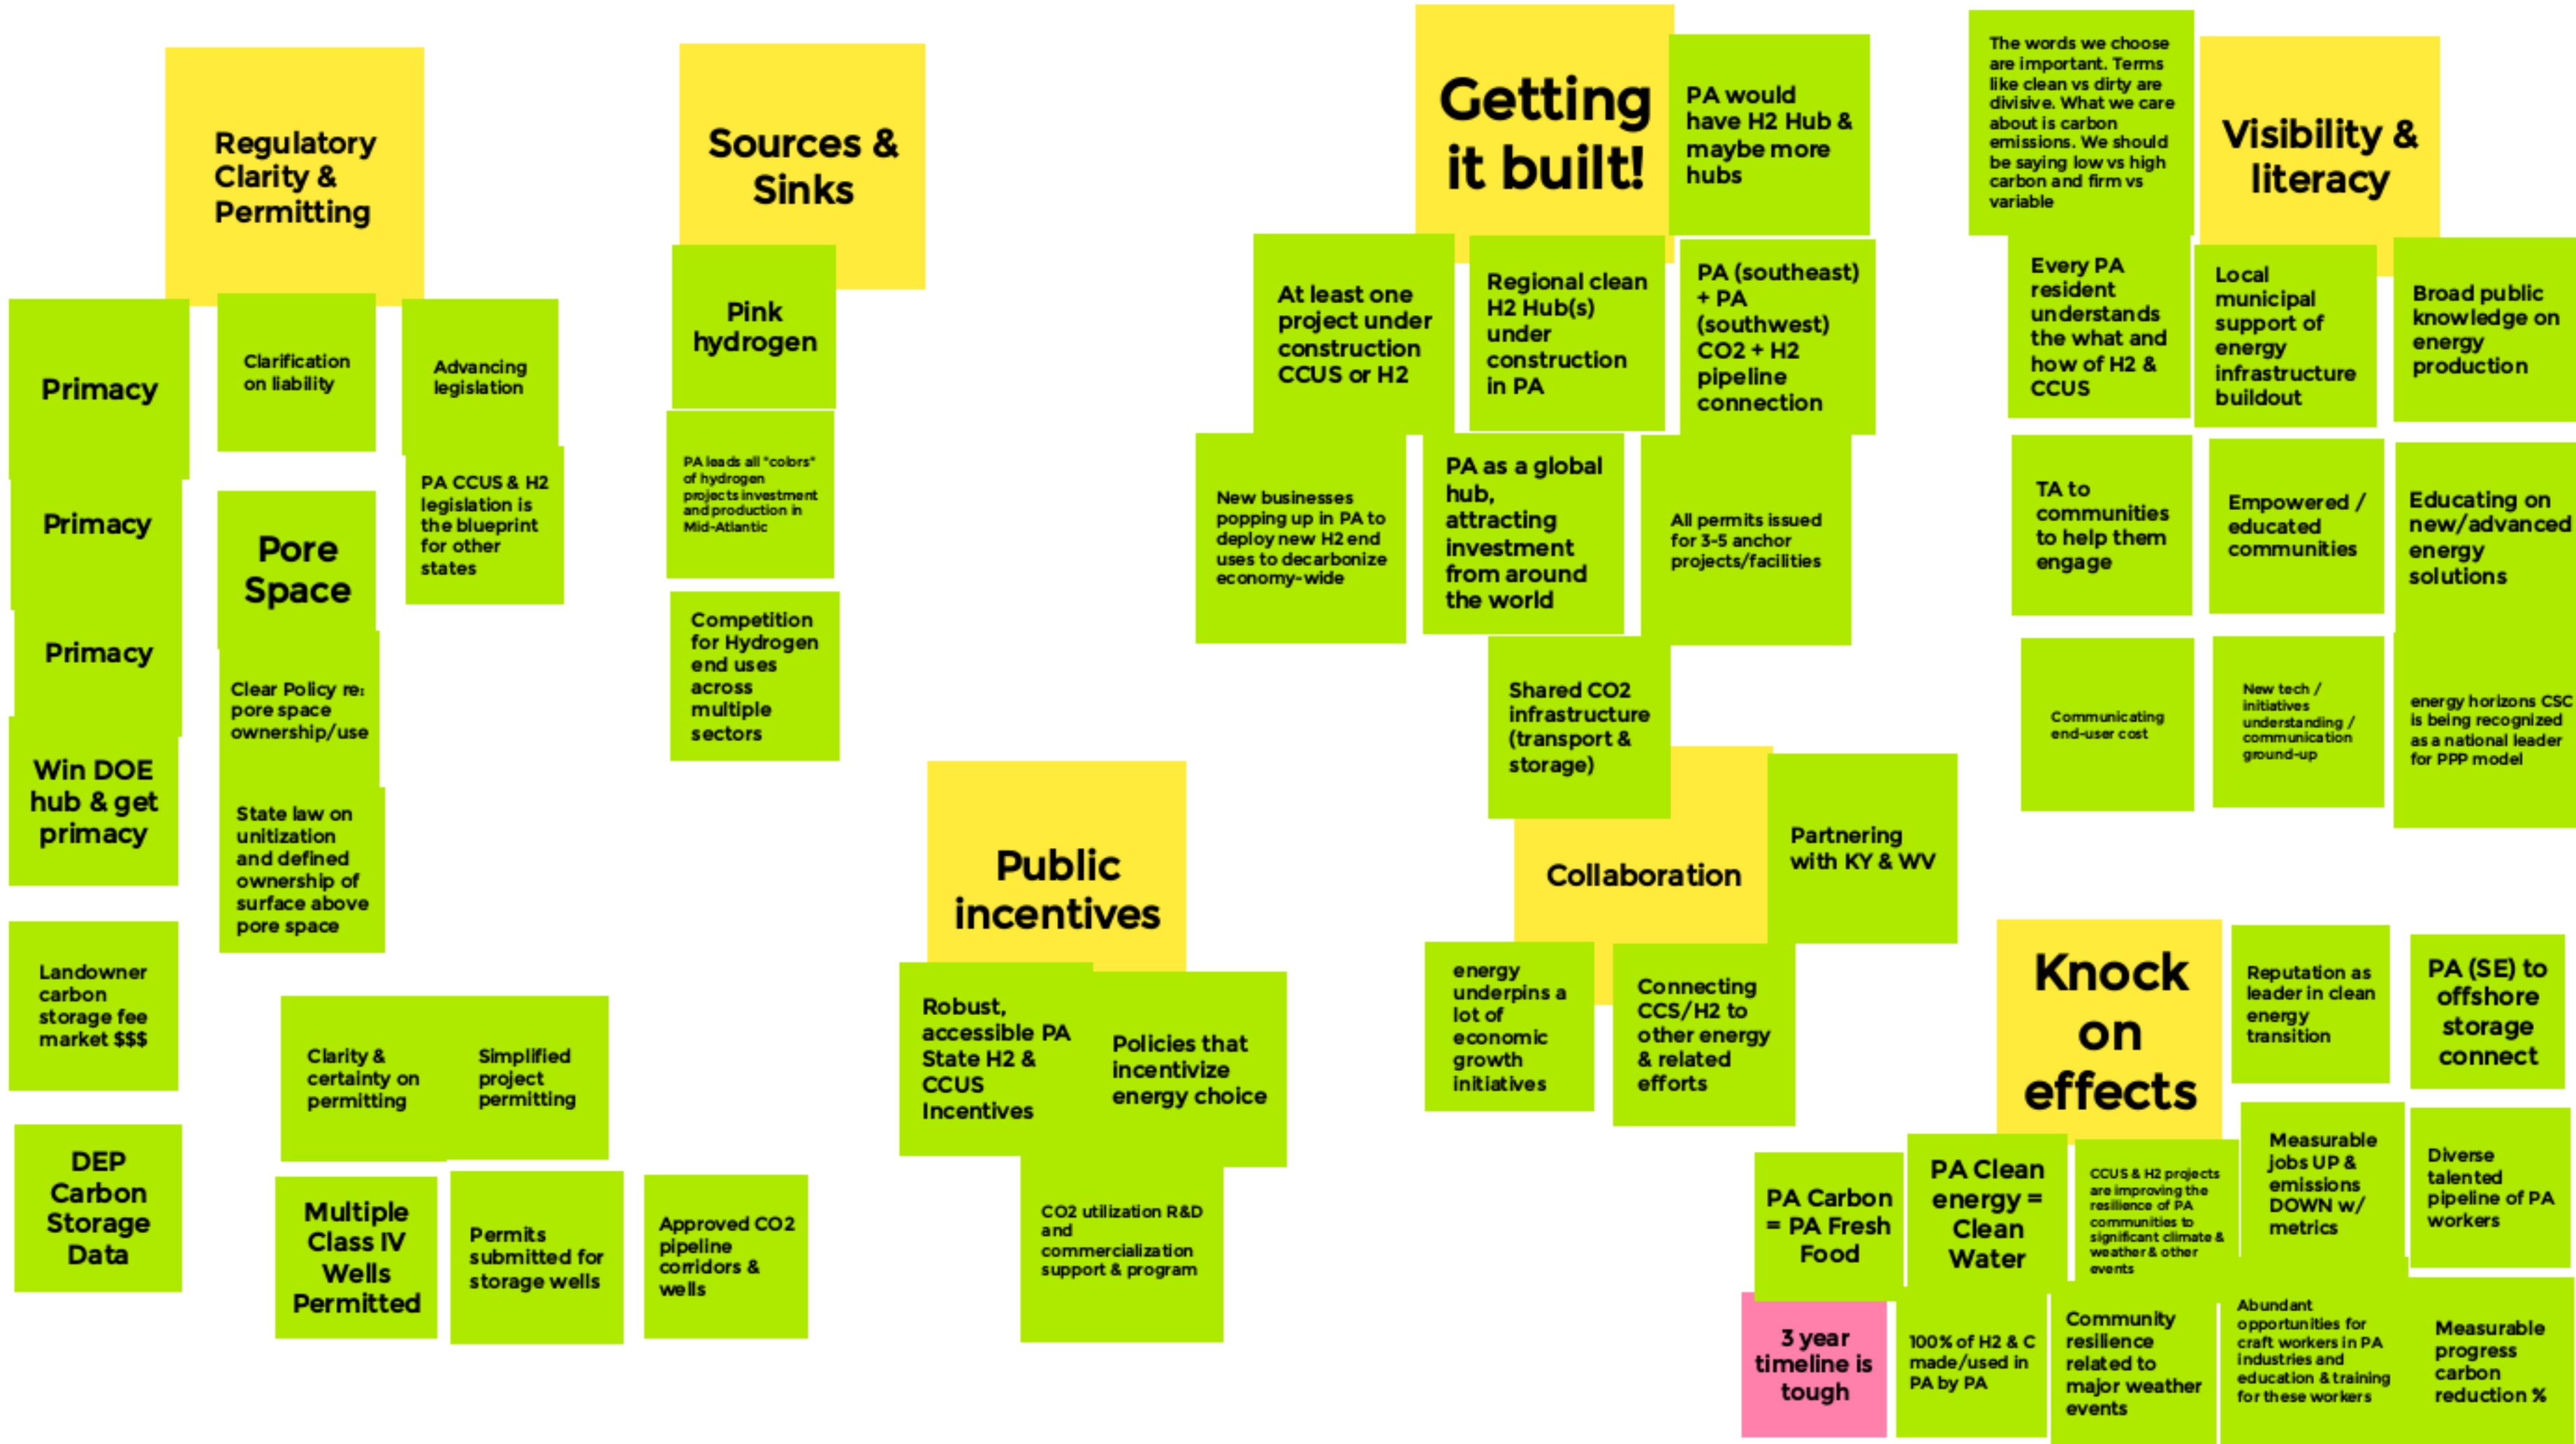 Regulatory
Clarity &
Permitting
Primacy
Primacy
Primacy
Win DOE
hub & get
primacy
Landowner
carbon
storage fee
market $$$
DEP
Carbon
Storage
Data
Clarification
on liability
Pore
Space
Clear Policy re:
pore space
ownership/use
State law on
unitization
and defined
ownership of
surface above
pore space
Advancing
legislation
PA CCUS & H2
legislation is
the blueprint
for other
states
Clarity &
certainty on
permitting
Simplified
project
permitting
Multiple
Class IV
Wells
Permitted
Permits
submitted for
storage wells
Approved CO2
pipeline
corridors &
wells
Sources &
Sinks
Pink
hydrogen
PA leads all "colors"
of hydrogen
projects investment
and production in
Mid-Atlantic
Competition
for Hydrogen
end uses
across
multiple
sectors
Public
incentives
Robust,
accessible PA
State H2 &
CCUS
Incentives
Policies that
incentivize
energy choice
CO2 utilization R&D
and
commercialization
support & program
Getting
it built!
PA would
have H2 Hub &
maybe more
hubs
At least one
project under
construction
CCUS or H2
Regional clean
H2 Hub(s)
under
construction
in PA
PA (southeast)
+ PA
(southwest)
CO2 + H2
pipeline
connection
New businesses
popping up in PA to
deploy new H2 end
uses to decarbonize
economy-wide
PA as a global
hub,
attracting
investment
from around
the world
All permits issued
for 3-5 anchor
projects/facilities
Shared CO2
infrastructure
(transport &
storage)
Collaboration
Partnering
with KY & WV
energy
underpins a
lot of
economic
growth
initiatives
Connecting
CCS/H2 to
other energy
& related
efforts
The words we choose
are important. Terms
like clean vs dirty are
divisive. What we care
about is carbon
emissions. We should
be saying low vs high
carbon and firm vs
variable
Visibility &
literacy
Every PA
resident
understands
the what and
how of H2 &
CCUS
Local
municipal
support of
energy
infrastructure
buildout
Broad public
knowledge on
energy
production
TA to
communities
to help them
engage
Empowered /
educated
communities
Educating on
new/advanced
energy
solutions
Communicating
end-user cost
New tech /
initiatives
understanding /
communication
ground-up
energy horizons CSC
is being recognized
as a national leader
for PPP model
Knock
on
effects
Reputation as
leader in clean
energy
transition
PA (SE) to
offshore
storage
connect
PA Carbon
= PA Fresh
Food
PA Clean
energy =
Clean
Water
CCUS & H2 projects
are improving the
resilience of PA
communities to
significant climate &
weather & other
events
Measurable
jobs UP &
emissions
DOWN w/
metrics
Diverse
talented
pipeline of PA
workers
3 year
timeline is
tough
100% of H2 & C
made/used in
PA by PA
Community
resilience
related to
major weather
events
Abundant
opportunities for
craft workers in PA
industries and
education & training
for these workers
Measurable
progress
carbon
reduction %